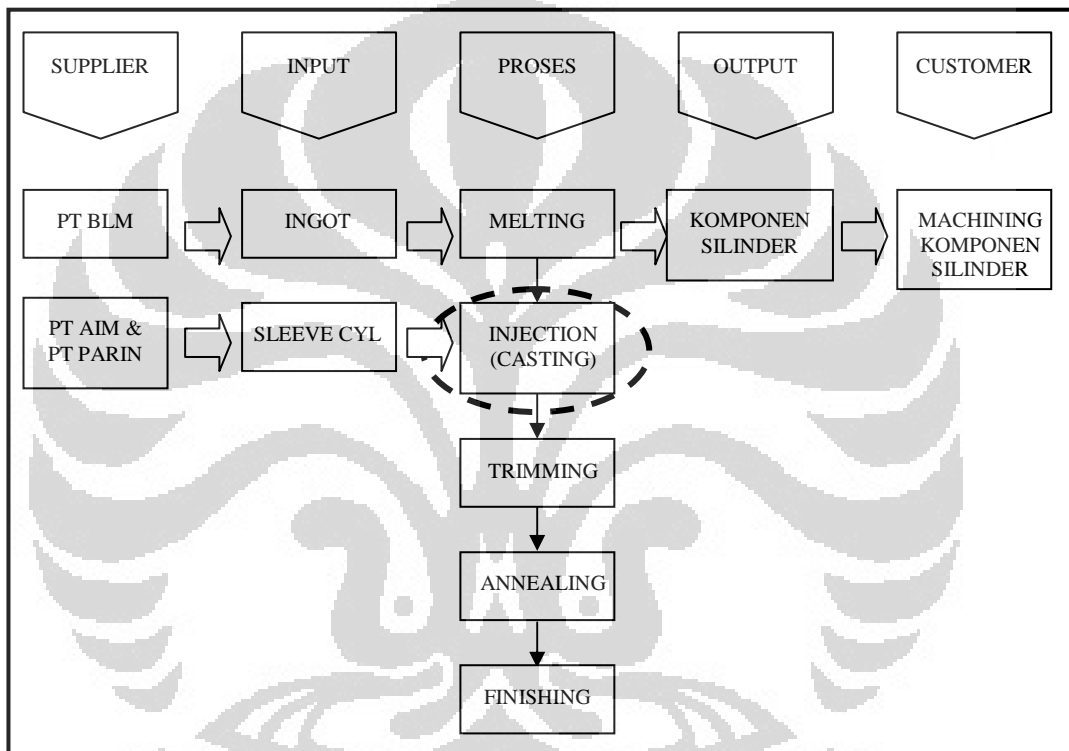 SUPPLIER
INPUT
PROSES
OUTPUT
CUSTOMER
PT BLM
INGOT
MELTING
KOMPONEN
SILINDER
MACHINING
KOMPONEN
SILINDER
PT AIM &
PT PARIN
SLEEVE CYL
INJECTION
(CASTING)
TRIMMING
ANNEALING
FINISHING